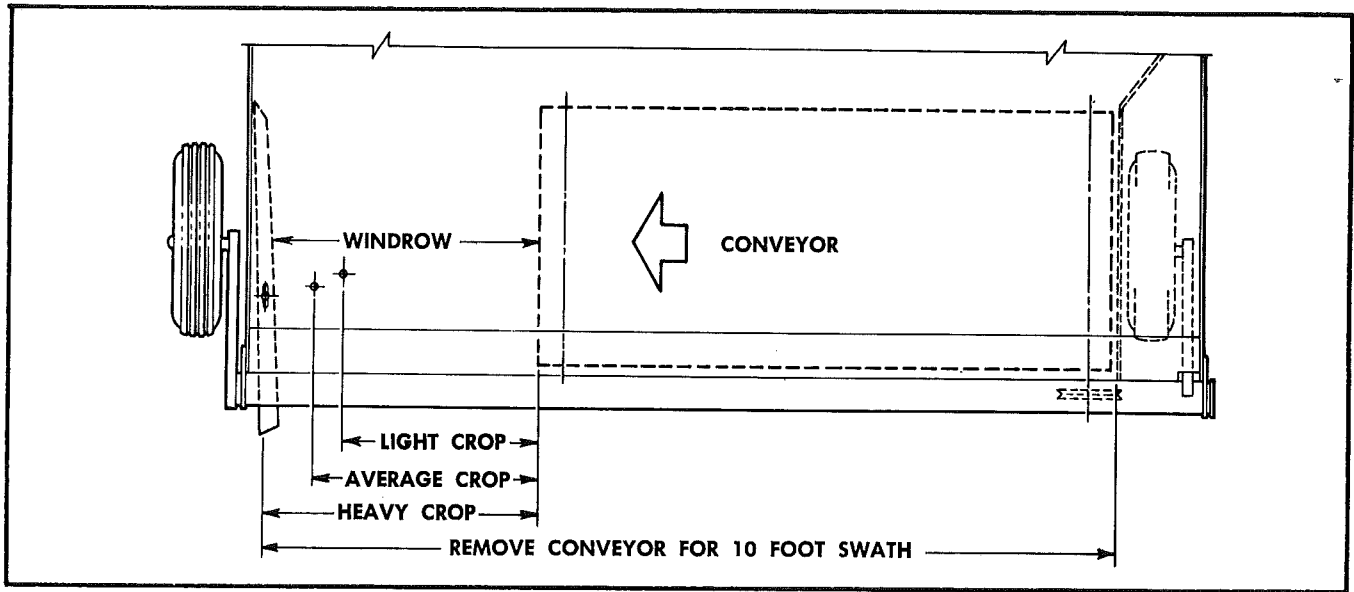 WINDROW
CONVEYOR
LIGHT CROP
AVERAGE CROP
HEAVY CROP
REMOVE CONVEYOR FOR 10 FOOT SWATH